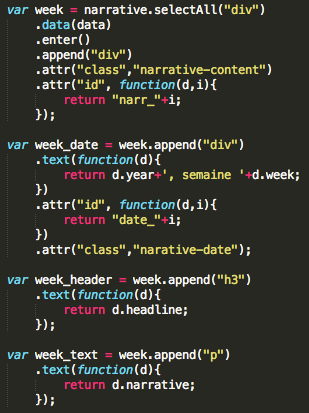 var week = narrative.selectAll("div")
.data(data)
.enter()
.append("div")
.attr("class","narrative-content")
.attr("id", function(d,i){
return "narr_"+i;
});
var week_date = week.append("div")
.text(function(d){
return d.year+', semaine '+d.week;
})
.attr("id", function(d,i){
return "date_"+i;
})
.attr("class","narative-date");
var week_header = week.append("h3")
.text(function(d){
return d.headline;
});
var week_text = week.append("p")
.text(function(d){
return d.narrative;
});